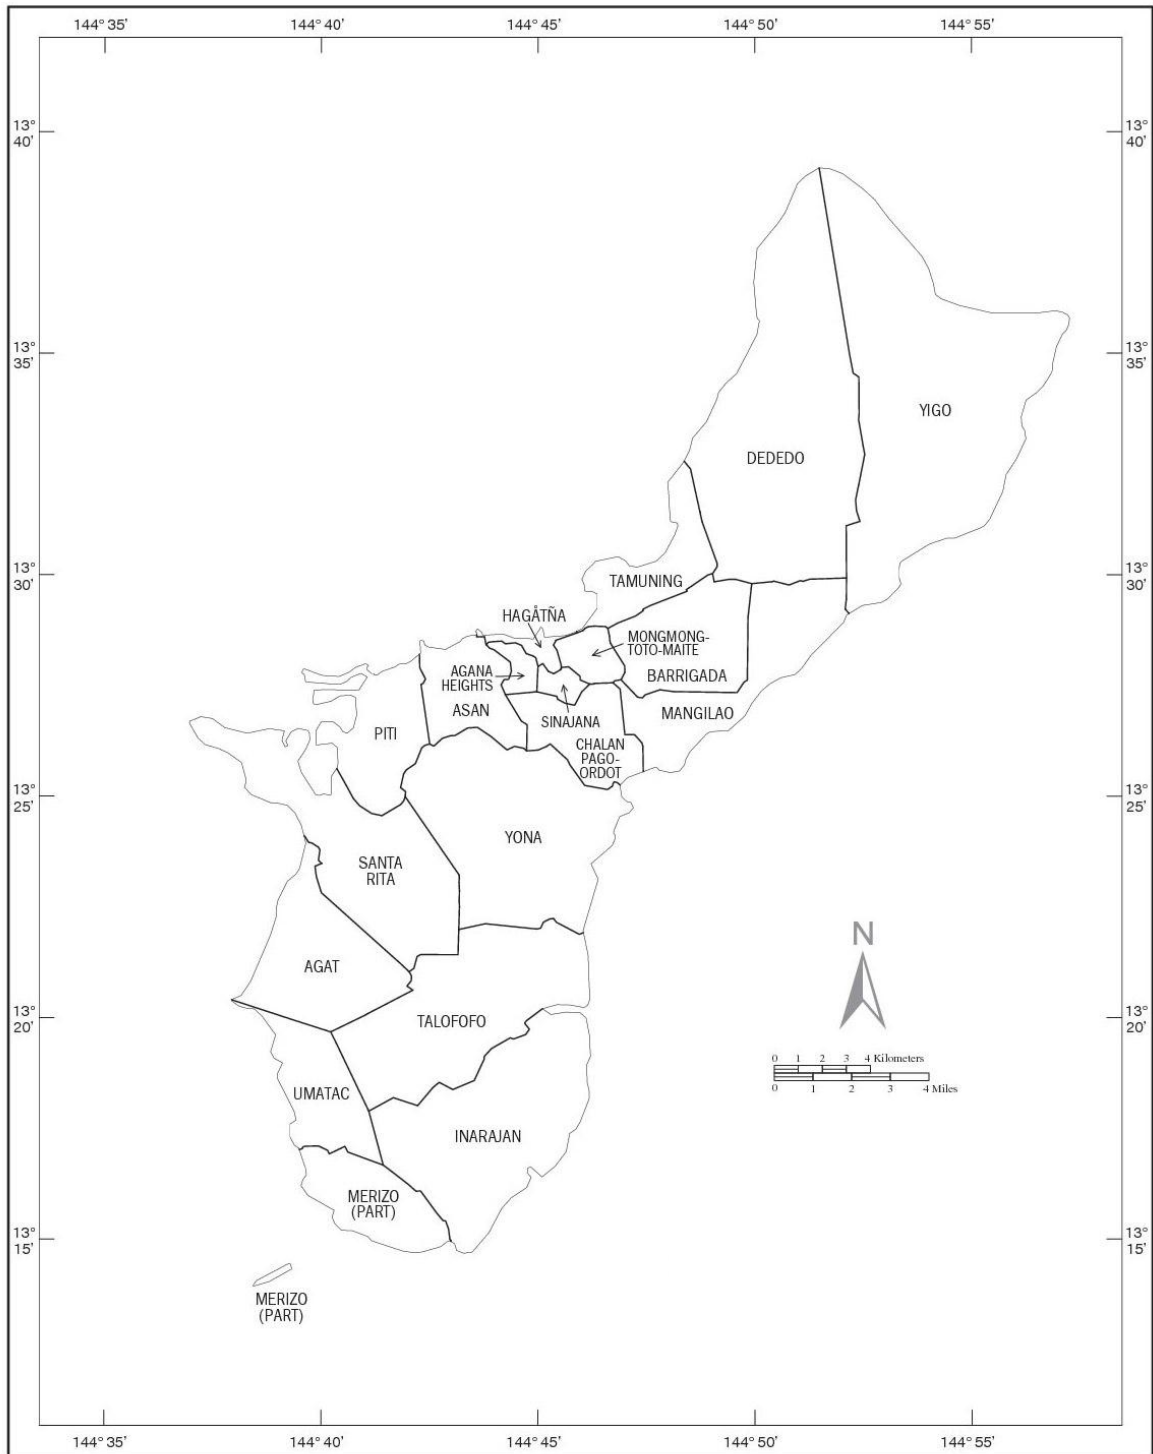 144° 35'
144° 40'
144° 45'
144° 50'
144° 55'
13°
40'
13°
40'
13°
35'
13°
35'
YIGO
DEDEDO
13°
30'
13°
30'
TAMUNING
HAGÅTÑA
MONGMONG-
TOTO-MAITE
AGANA
HEIGHTS
BARRIGADA
ASAN
SINAJANA
MANGILAO
PITI
CHALAN
PAGO-
ORDOT
13°
25'
13°
25'
YONA
SANTA
RITA
N
AGAT
13°
20'
13°
20'
TALOFOFO
0 1 2 3 4 Kilometers
0 1 2 3 4 Miles
UMATAC
INARAJAN
MERIZO
(PART)
13°
15'
13°
15'
MERIZO
(PART)
144° 35'
144° 40'
144° 45'
144° 50'
144° 55'